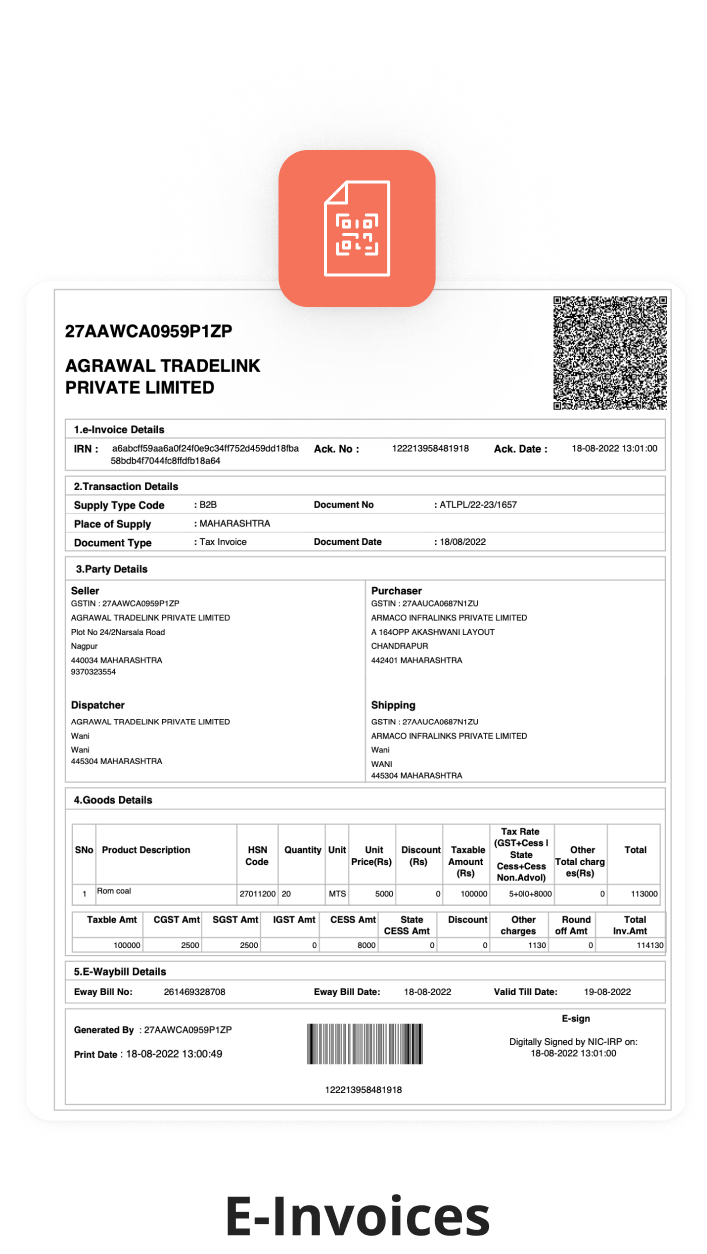 27AAWCA0959P1ZP
AGRAWAL TRADELINK
PRIVATE LIMITED
1.e-Invoice Details
IRN : a6abcff59aa6a0f24f0e9c34ff752d459dd18fba Ack. No : 122213958481918 Ack. Date : 18-08-2022 13:01:00
58bdb4f7044fc8ffdfb18a64
2.Transaction Details
Supply Type Code : B2B Document No : ATLPL/22-23/1657
Place of Supply : MAHARASHTRA
Document Type : Tax Invoice Document Date : 18/08/2022
3.Party Details
Seller
GSTIN : 27AAWCA0959P1ZP
AGRAWAL TRADELINK PRIVATE LIMITED
Plot No 24/2Narsala Road
Nagpur
440034 MAHARASHTRA
9370323554
Purchaser
GSTIN : 27AAUCA0687N1ZU
ARMACO INFRALINKS PRIVATE LIMITED
A 164OPP AKASHWANI LAYOUT
CHANDRAPUR
442401 MAHARASHTRA
Dispatcher
AGRAWAL TRADELINK PRIVATE LIMITED
Wani
Wani
445304 MAHARASHTRA
Shipping
GSTIN : 27AAUCA0687N1ZU
ARMACO INFRALINKS PRIVATE LIMITED
Wani
WANI
445304 MAHARASHTRA
4.Goods Details
SNo Product Description HSN Code Quantity Unit Unit Price(Rs) Discount (Rs) Taxable Amount (Rs) Tax Rate (GST+Cess l State Cess+Cess Non.Advol) Other Total charg es(Rs) Total
1 Rom coal 27011200 20 MTS 5000 0 100000 5+0l0+8000 0 113000
Taxble Amt CGST Amt SGST Amt IGST Amt CESS Amt State CESS Amt Discount Other charges Round off Amt Total Inv.Amt
100000 2500 2500 0 8000 0 0 1130 0 114130
5.E-Waybill Details
Eway Bill No: 261469328708 Eway Bill Date: 18-08-2022 Valid Till Date: 19-08-2022
Generated By : 27AAWCA0959P1ZP
Print Date : 18-08-2022 13:00:49
122213958481918
E-sign
Digitally Signed by NIC-IRP on:
18-08-2022 13:01:00
E-Invoices